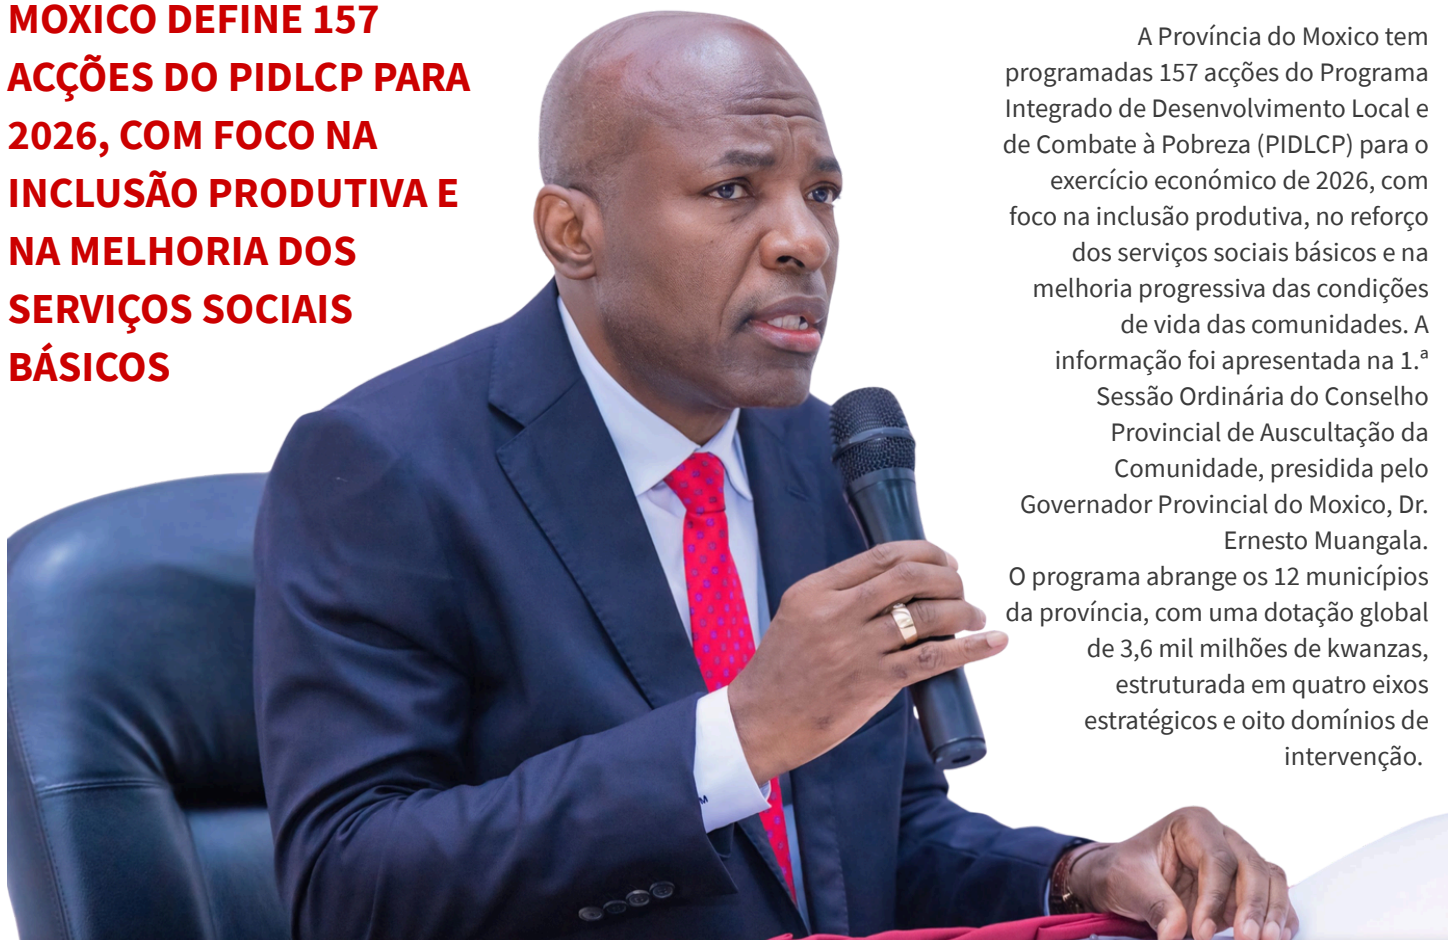 MOXICO DEFINE 157
ACÇÕES DO PIDLCP PARA
2026, COM FOCO NA
INCLUSÃO PRODUTIVA E
NA MELHORIA DOS
SERVIÇOS SOCIAIS
BÁSICOS
A Província do Moxico tem
programadas 157 acções do Programa
Integrado de Desenvolvimento Local e
de Combate à Pobreza (PIDLCP) para o
exercício económico de 2026, com
foco na inclusão produtiva, no reforço
dos serviços sociais básicos e na
melhoria progressiva das condições
de vida das comunidades. A
informação foi apresentada na 1.ª
Sessão Ordinária do Conselho
Provincial de Auscultação da
Comunidade, presidida pelo
Governador Provincial do Moxico, Dr.
Ernesto Muangala.
O programa abrange os 12 municípios
da província, com uma dotação global
de 3,6 mil milhões de kwanzas,
estruturada em quatro eixos
estratégicos e oito domínios de
intervenção.